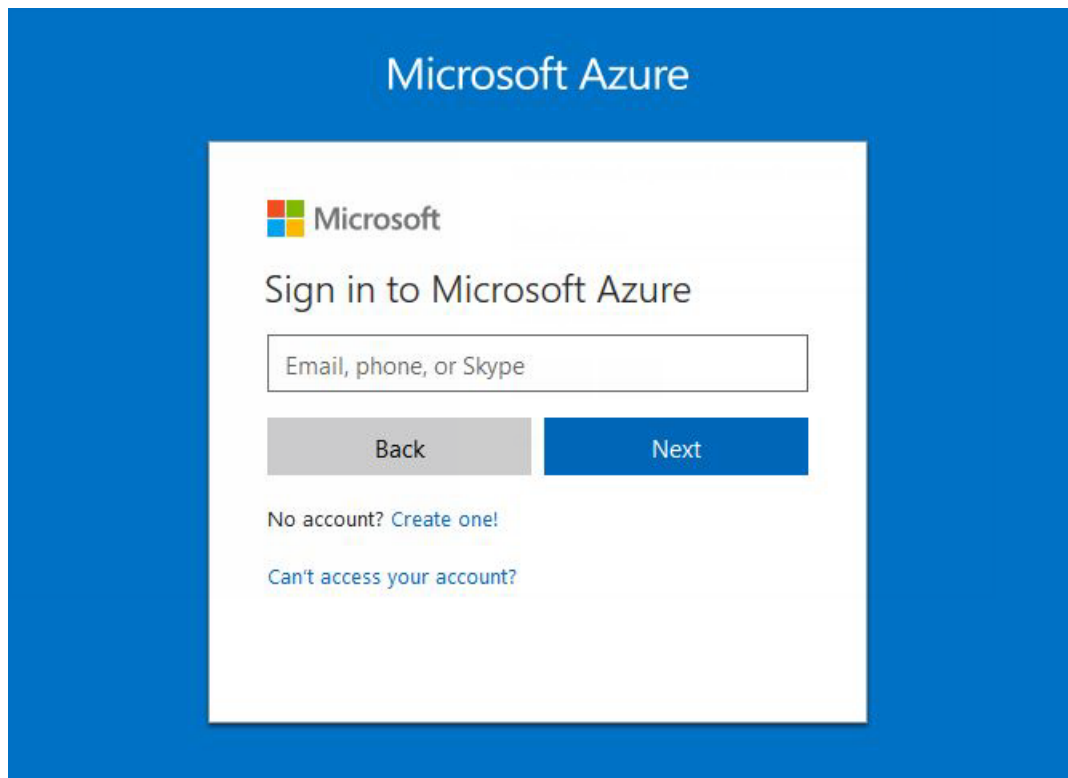 Microsoft Azure
Microsoft
Sign in to Microsoft Azure
Email, phone, or Skype
Back Next
No account? Create one!
Can't access your account?